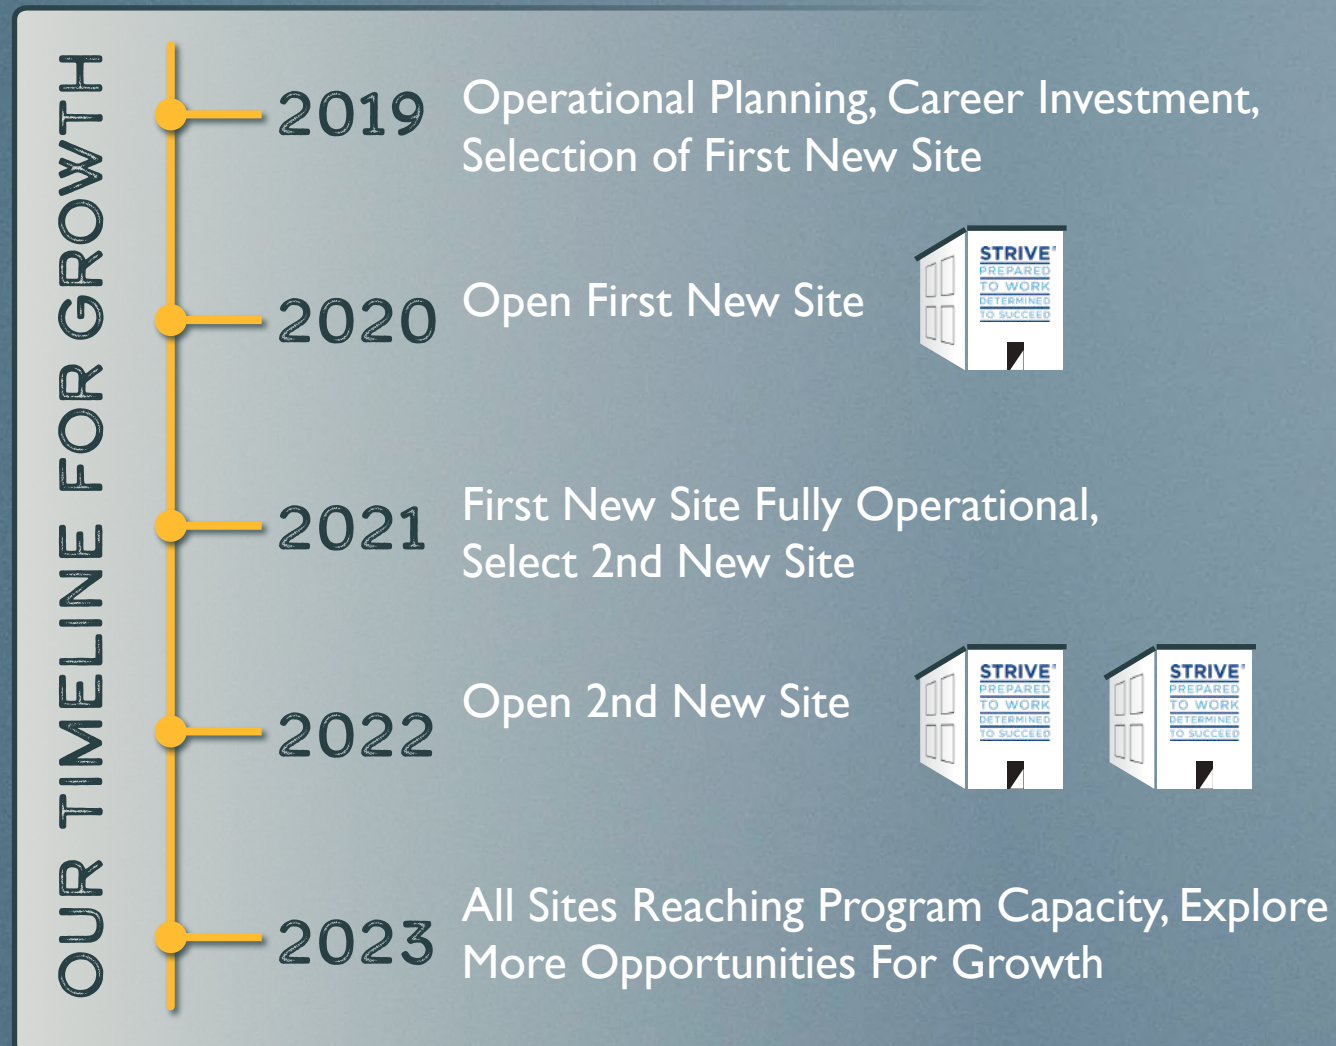 OUR TIMELINE FOR GROWTH
2019
Operational Planning, Career Investment,
Selection of First New Site
2020
Open First New Site
STRIVE®
PREPARED
TO WORK
DETERMINED
TO SUCCEED
2021
First New Site Fully Operational,
Select 2nd New Site
2022
Open 2nd New Site
STRIVE®
PREPARED
TO WORK
DETERMINED
TO SUCCEED
STRIVE®
PREPARED
TO WORK
DETERMINED
TO SUCCEED
2023
All Sites Reaching Program Capacity, Explore
More Opportunities For Growth